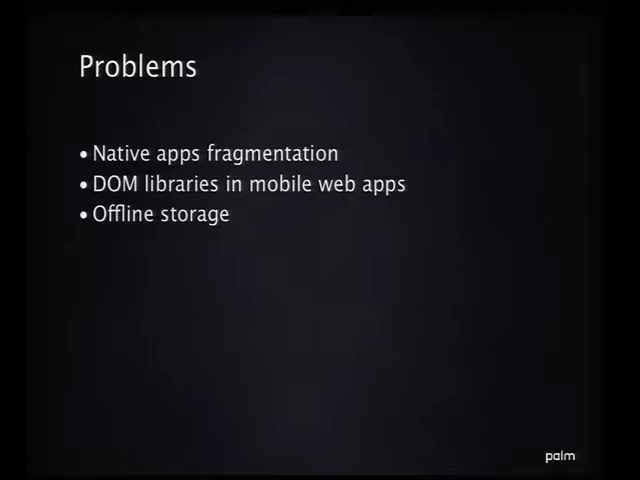 Problems
• Native apps fragmentation
• DOM libraries in mobile web apps
• Offline storage
palm